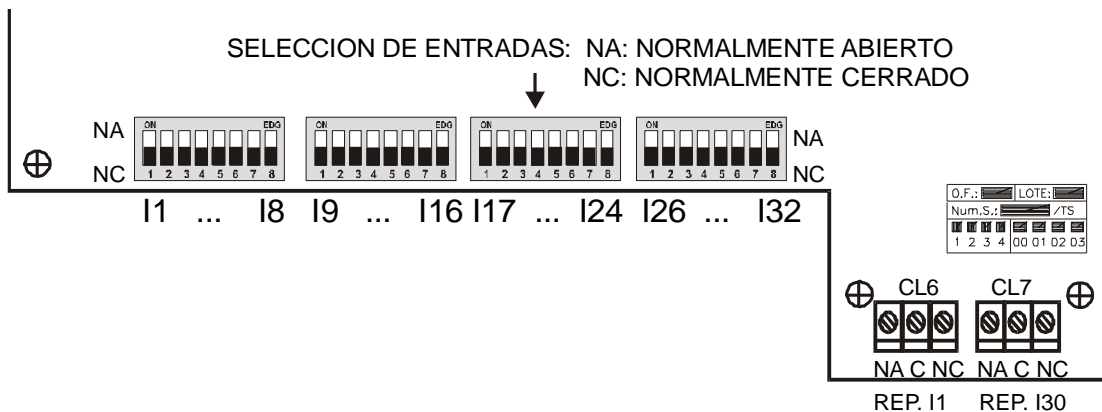 SELECCION DE ENTRADAS: NA: NORMALMENTE ABIERTO
NC: NORMALMENTE CERRADO
NA
NC
ON EDG
1 2 3 4 5 6 7 8
ON EDG
1 2 3 4 5 6 7 8
ON EDG
1 2 3 4 5 6 7 8
ON EDG
1 2 3 4 5 6 7 8
NA
NC
I1 ... I8 I9 ... I16 I17 ... I24 I26 ... I32
O.F.: LOTE:
Num.S.: /TS
1 2 3 4 00 01 02 03
CL6 CL7
NA C NC NA C NC
REP. I1 REP. I30